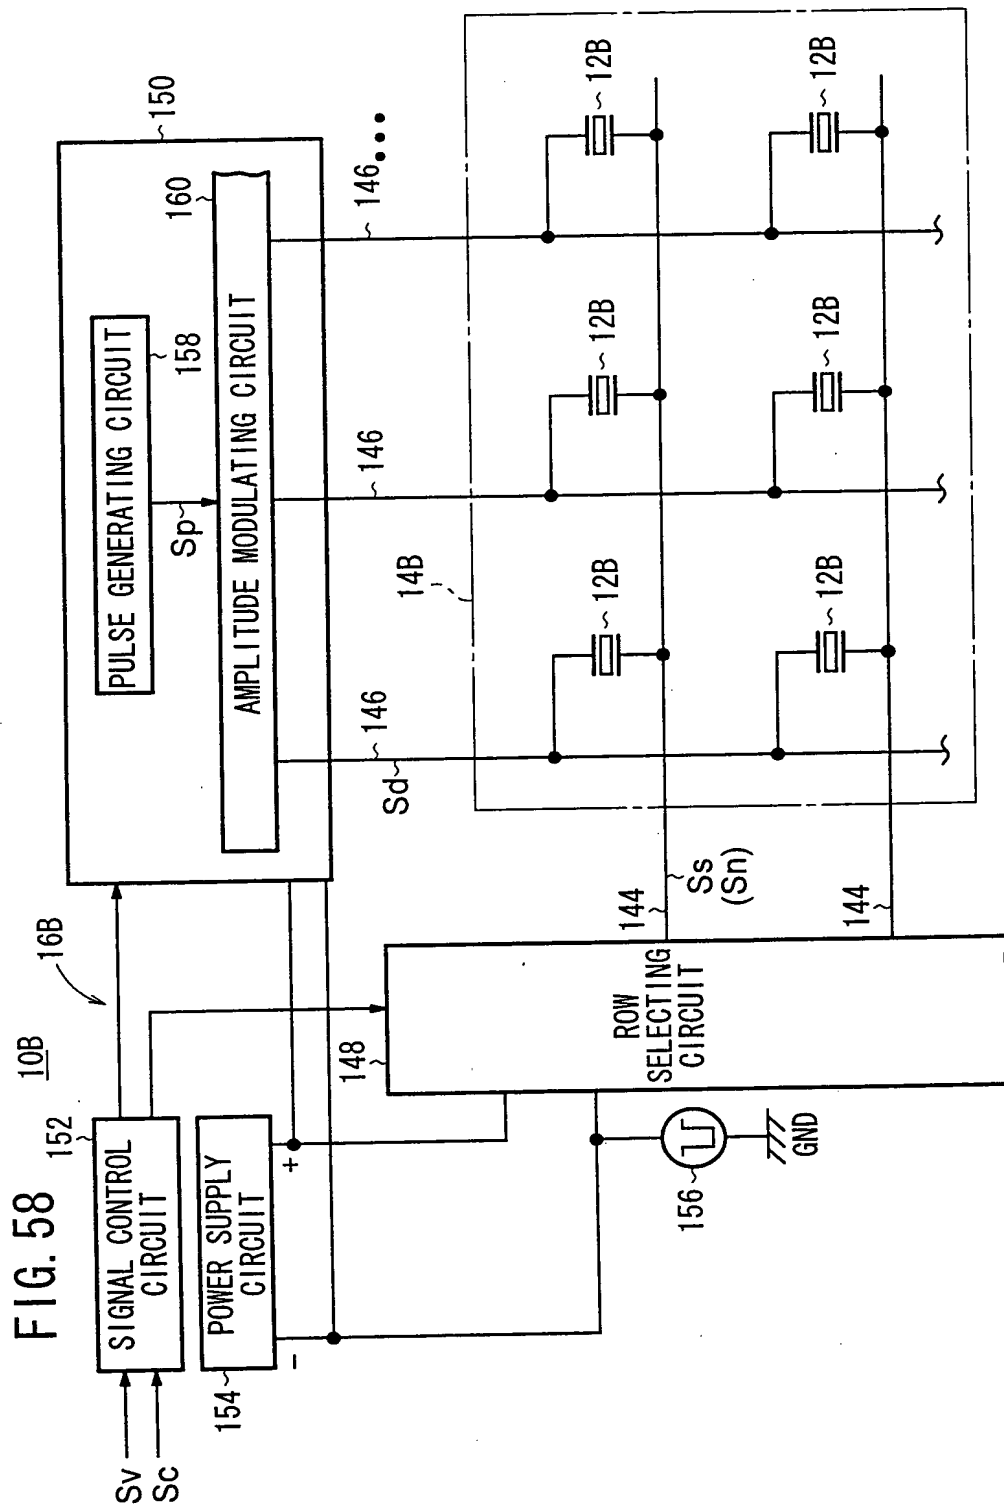 FIG. 58
10B
16B
Sv
Sc
152
SIGNAL CONTROL
CIRCUIT
154
POWER SUPPLY
CIRCUIT
-
+
150
PULSE GENERATING CIRCUIT
158
Sp
160
AMPLITUDE MODULATING CIRCUIT
146
Sd
146
146
14B
148
ROW
SELECTING
CIRCUIT
156
GND
144
Ss
(Sn)
144
12B
12B
12B
12B
12B
12B